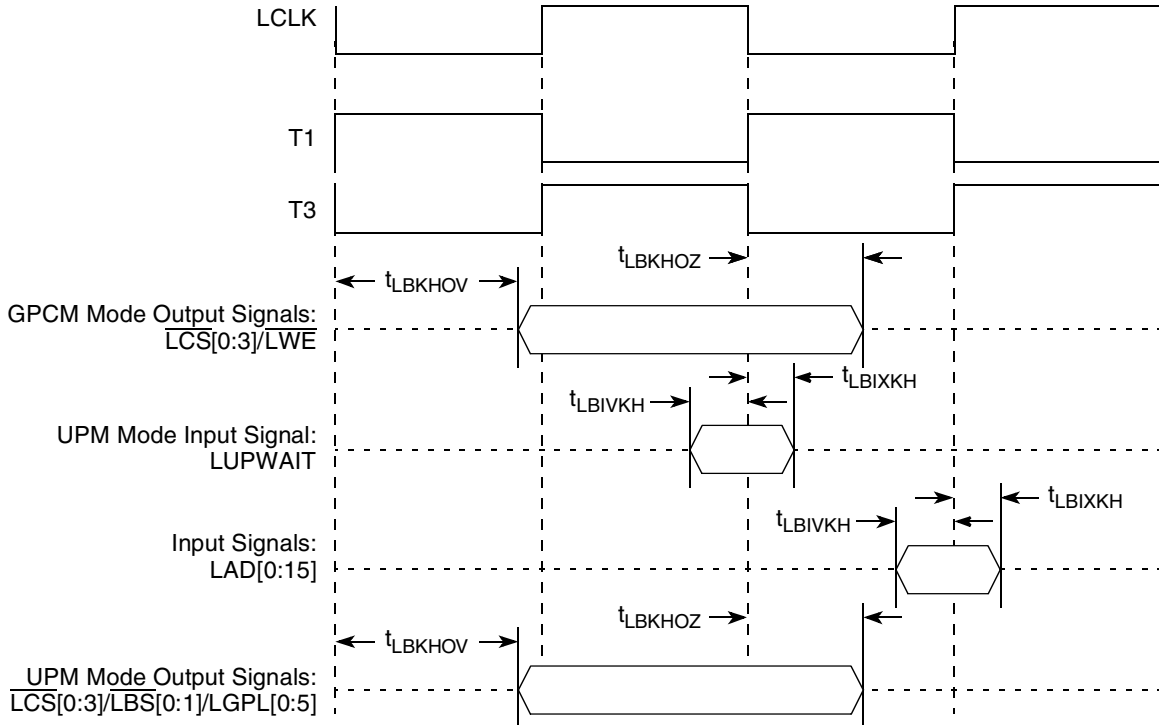 LCLK
T1
T3
tLBKHOZ
tLBKHOV
GPCM Mode Output Signals:
LCS[0:3]/LWE
tLBIXKH
tLBIVKH
UPM Mode Input Signal:
LUPWAIT
tLBIXKH
tLBIVKH
Input Signals:
LAD[0:15]
tLBKHOZ
tLBKHOV
UPM Mode Output Signals:
LCS[0:3]/LBS[0:1]/LGPL[0:5]